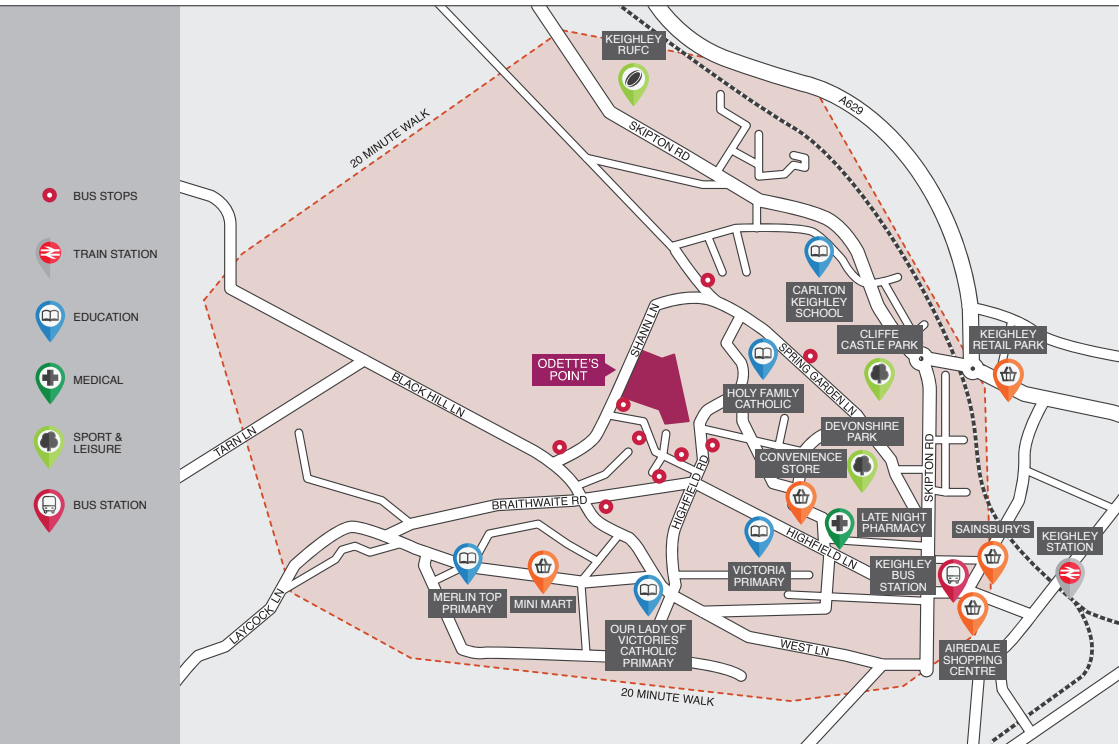 BUS STOPS
TRAIN STATION
EDUCATION
MEDICAL
SPORT &
LEISURE
BUS STATION
KEIGHLEY
RUFC
A629
20 MINUTE WALK
SKIPTON RD
CARLTON
KEIGHLEY
SCHOOL
CLIFFE
CASTLE PARK
KEIGHLEY
RETAIL PARK
SHANN LN
ODETTE'S
POINT
SPRING GARDEN LN
HOLY FAMILY
CATHOLIC
BLACK HILL LN
DEVONSHIRE
PARK
TARN LN
CONVENIENCE
STORE
SKIPTON RD
HIGHFIELD RD
BRAITHWAITE RD
LATE NIGHT
PHARMACY
SAINSBURY'S
KEIGHLEY
STATION
HIGHFIELD LN
KEIGHLEY
BUS
STATION
VICTORIA
PRIMARY
MERLIN TOP
PRIMARY
MINI MART
LAYCOCK LN
OUR LADY OF
VICTORIES
CATHOLIC
PRIMARY
WEST LN
AIREDALE
SHOPPING
CENTRE
20 MINUTE WALK